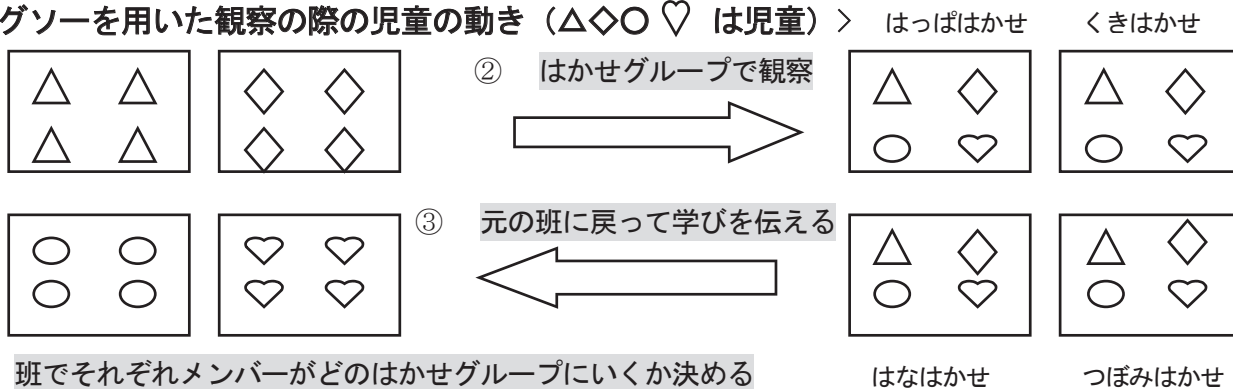 グソーを用いた観察の際の児童の動き（△◇○♡ は児童）＞
はっぱはかせ くきはかせ
② はかせグループで観察
③ 元の班に戻って学びを伝える
班でそれぞれメンバーがどのはかせグループにいくか決める
はなはかせ つぼみはかせ